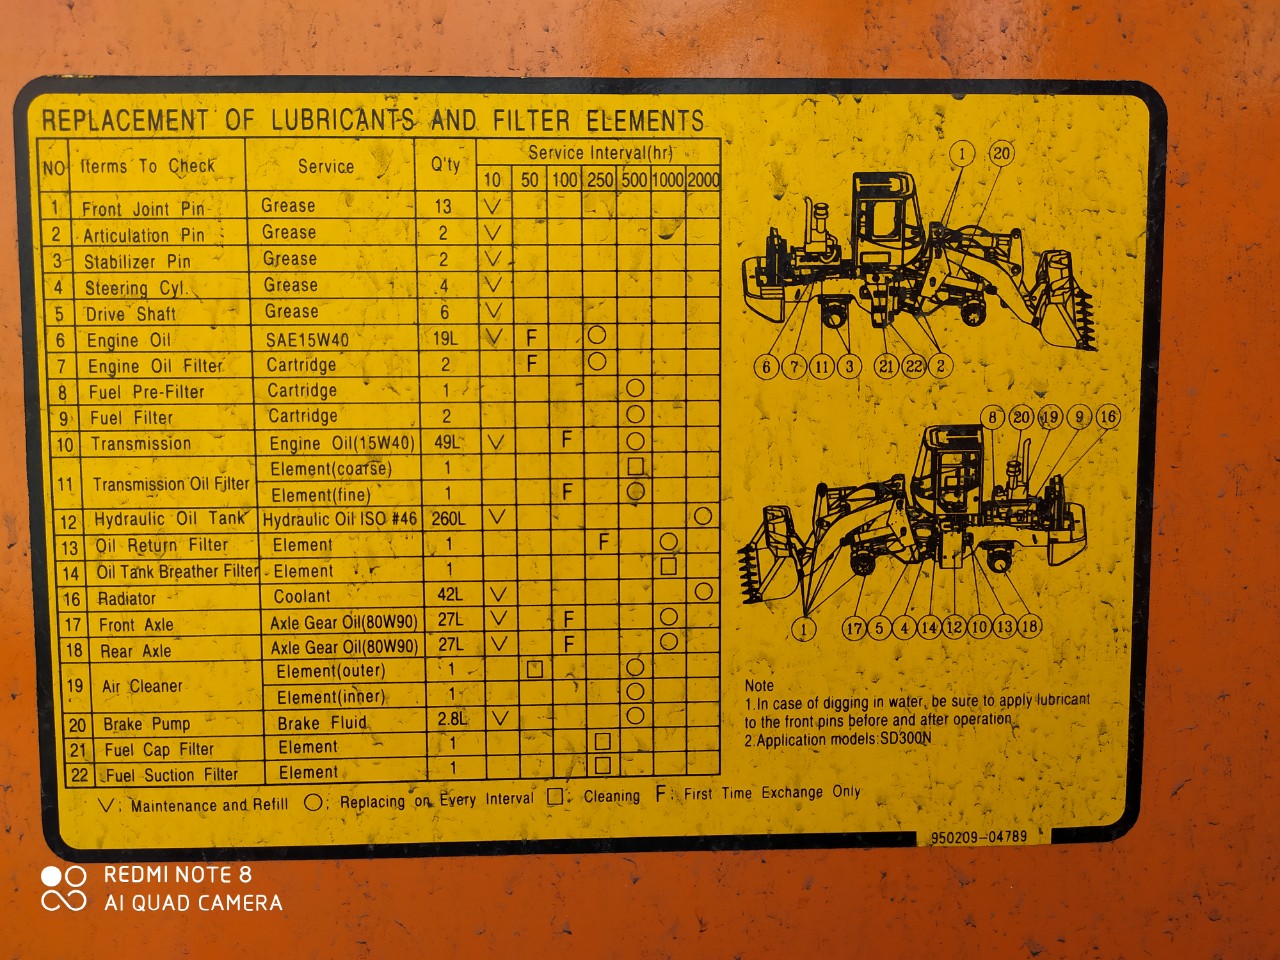 REPLACEMENT OF LUBRICANTS AND FILTER ELEMENTS
NO Iterms To Check Service Q'ty Service Interval(hr)
10 50 100 250 500 1000 2000
1 Front Joint Pin Grease 13 V
2 Articulation Pin Grease 2 V
3 Stabilizer Pin Grease 2 V
4 Steering Cyl. Grease 4 V
5 Drive Shaft Grease 6 V
6 Engine Oil SAE15W40 19L V F ○
7 Engine Oil Filter Cartridge 2 F ○
8 Fuel Pre-Filter Cartridge 1 ○
9 Fuel Filter Cartridge 2 ○
10 Transmission Engine Oil(15W40) 49L V F ○
11 Transmission Oil Filter Element(coarse) 1 □
Element(fine) 1 F ○
12 Hydraulic Oil Tank Hydraulic Oil ISO #46 260L V ○
13 Oil Return Filter Element 1 F ○
14 Oil Tank Breather Filter Element 1 □
16 Radiator Coolant 42L V ○
17 Front Axle Axle Gear Oil(80W90) 27L V F ○
18 Rear Axle Axle Gear Oil(80W90) 27L V F ○
19 Air Cleaner Element(outer) 1 □ ○
Element(inner) 1 ○
20 Brake Pump Brake Fluid 2.8L V ○
21 Fuel Cap Filter Element 1 □
22 Fuel Suction Filter Element 1 □
V: Maintenance and Refill ○: Replacing on Every Interval □: Cleaning F: First Time Exchange Only
1 20
6 7 11 3 21 22 2
8 20 19 9 16
1 17 5 4 14 12 10 13 18
Note
1.In case of digging in water, be sure to apply lubricant
to the front pins before and after operation.
2.Application models:SD300N
950209-04789
REDMI NOTE 8
AI QUAD CAMERA